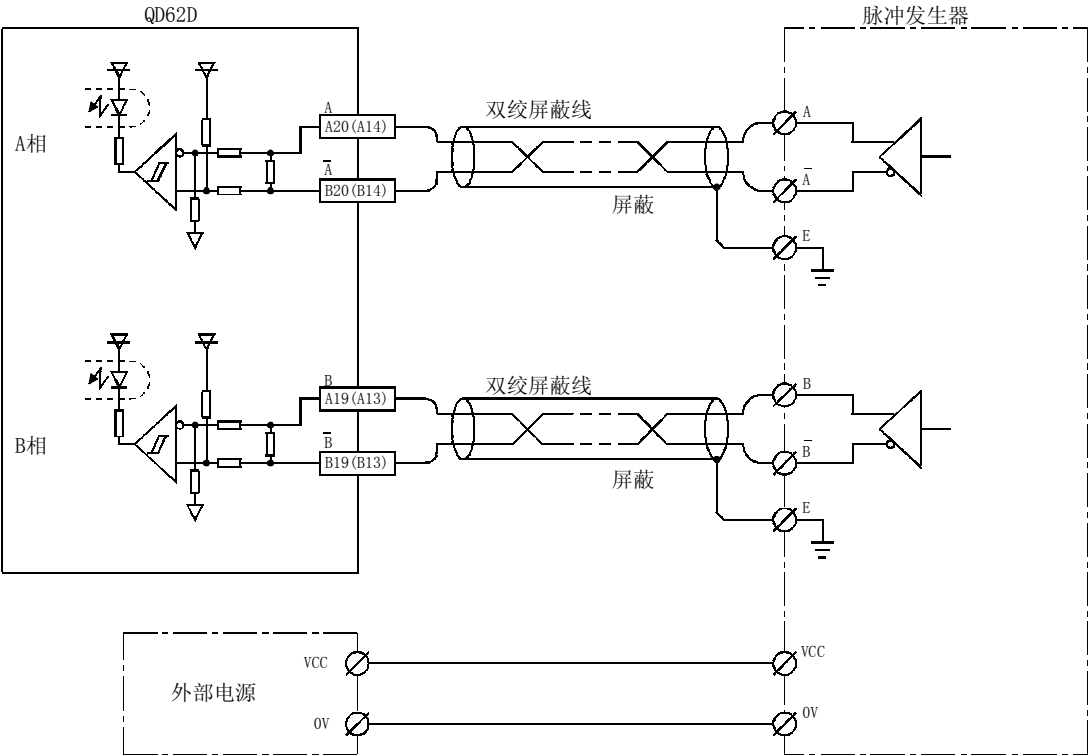 QD62D
脉冲发生器
A
双绞屏蔽线
A
A相
A20(A14)
A̅
B20(B14)
A̅
屏蔽
E
B
双绞屏蔽线
B
A19(A13)
B相
B̅
B19(B13)
B̅
屏蔽
E
VCC
VCC
外部电源
0V
0V